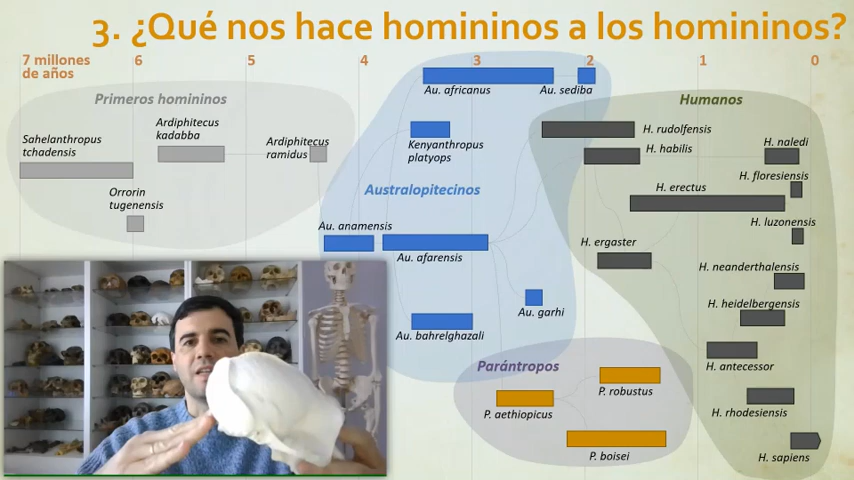 3. ¿Qué nos hace homininos a los homininos?
7 millones
de años
6
5
4
3
2
1
0
Primeros homininos
Sahelanthropus
tchadensis
Ardiphitecus
kadabba
Ardiphitecus
ramidus
Orrorin
tugenensis
Au. africanus
Au. sediba
Kenyanthropus
platyops
Australopitecinos
Au. anamensis
Au. afarensis
Au. garhi
Au. bahrelghazali
Parántropos
P. aethiopicus
P. robustus
P. boisei
Humanos
H. rudolfensis
H. habilis
H. naledi
H. floresiensis
H. erectus
H. luzonensis
H. ergaster
H. neanderthalensis
H. heidelbergensis
H. antecessor
H. rhodesiensis
H. sapiens